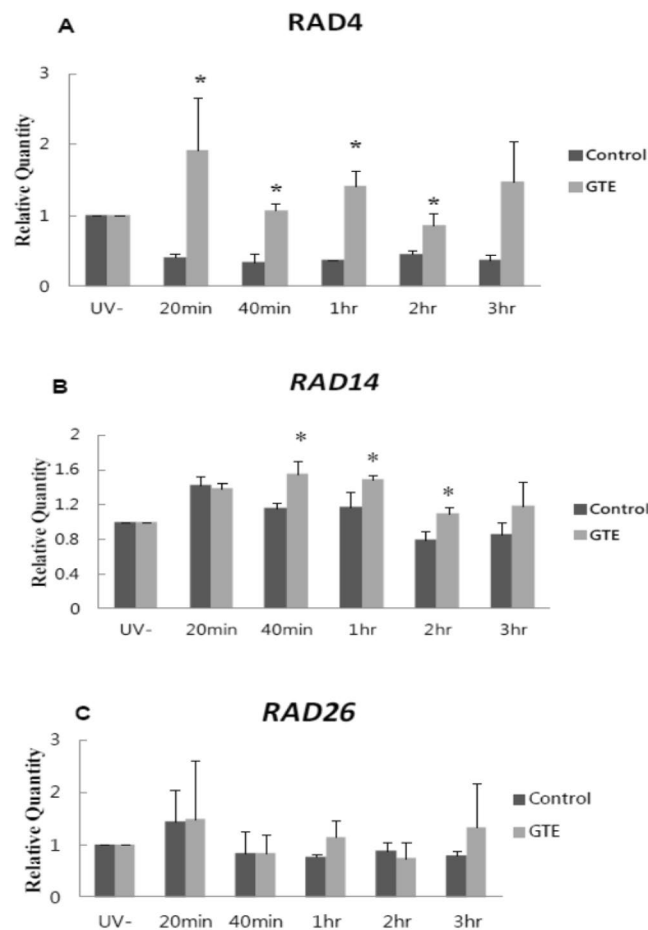 A RAD4
3
2
1
0
Relative Quantity
* * * *
Control
GTE
UV- 20min 40min 1hr 2hr 3hr
B RAD14
2
1.6
1.2
0.8
0.4
0
Relative Quantity
* * *
Control
GTE
UV- 20min 40min 1hr 2hr 3hr
C RAD26
3
2
1
0
Relative Quantity
Control
GTE
UV- 20min 40min 1hr 2hr 3hr